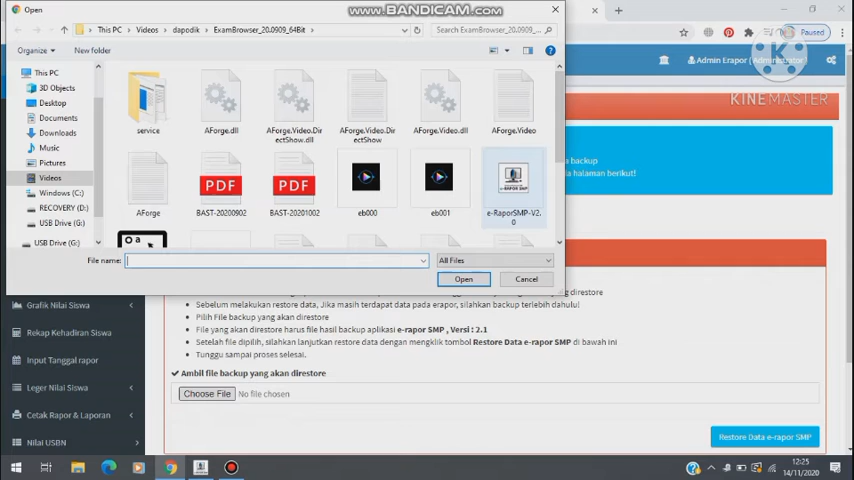 Open
www.BANDICAM.com
This PC
Videos
dapodik
ExamBrowser_20.0909_64Bit
Search ExamBrowser_20.0909_...
Paused
Organize
New folder
Admin Erapor (Administrator)
This PC
3D Objects
Desktop
Documents
Downloads
Music
Pictures
Videos
Windows (C:)
RECOVERY (D:)
USB Drive (G:)
USB Drive (G:)
service
AForge.dll
AForge.Video.DirectShow.dll
AForge.Video.DirectShow
AForge.Video.dll
AForge.Video
AForge
BAST-20200902
BAST-20201002
eb000
eb001
e-RaporSMP-V2.0
KINEMASTER
a backup
a halaman berikut!
File name:
All Files
Open
Cancel
Sebelum melakukan restore data, Jika masih terdapat data pada erapor, silahkan backup terlebih dahulu!
Pilih File backup yang akan direstore
File yang akan direstore harus file hasil backup aplikasi e-rapor SMP , Versi : 2.1
Setelah file dipilih, silahkan lanjutkan restore data dengan mengklik tombol Restore Data e-rapor SMP di bawah ini
Tunggu sampai proses selesai.
Ambil file backup yang akan direstore
Choose File No file chosen
Restore Data e-rapor SMP
Grafik Nilai Siswa
Rekap Kehadiran Siswa
Input Tanggal rapor
Leger Nilai Siswa
Cetak Rapor & Laporan
Nilai USBN
12:25
14/11/2020